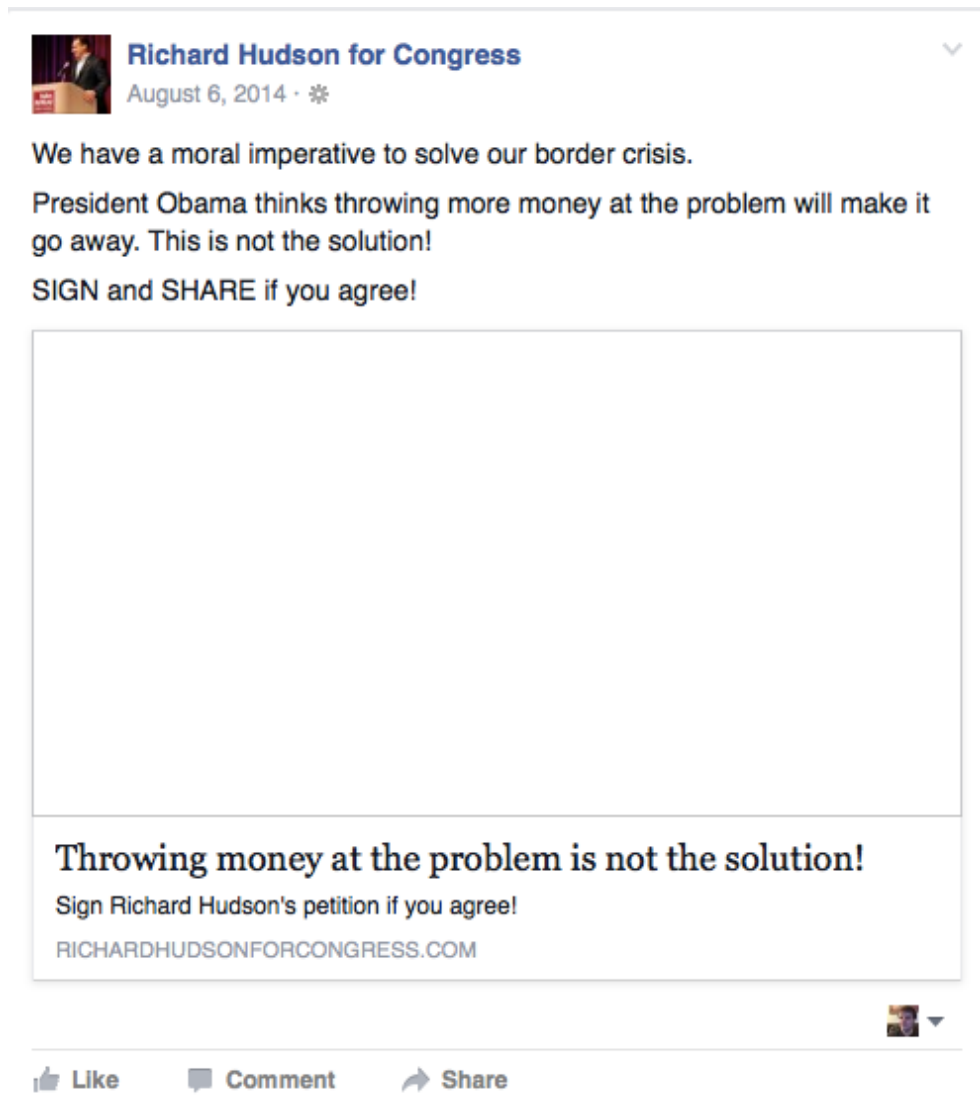 Richard Hudson for Congress
August 6, 2014 ·
We have a moral imperative to solve our border crisis.
President Obama thinks throwing more money at the problem will make it
go away. This is not the solution!
SIGN and SHARE if you agree!
Throwing money at the problem is not the solution!
Sign Richard Hudson's petition if you agree!
RICHARDHUDSONFORCONGRESS.COM
Like Comment Share